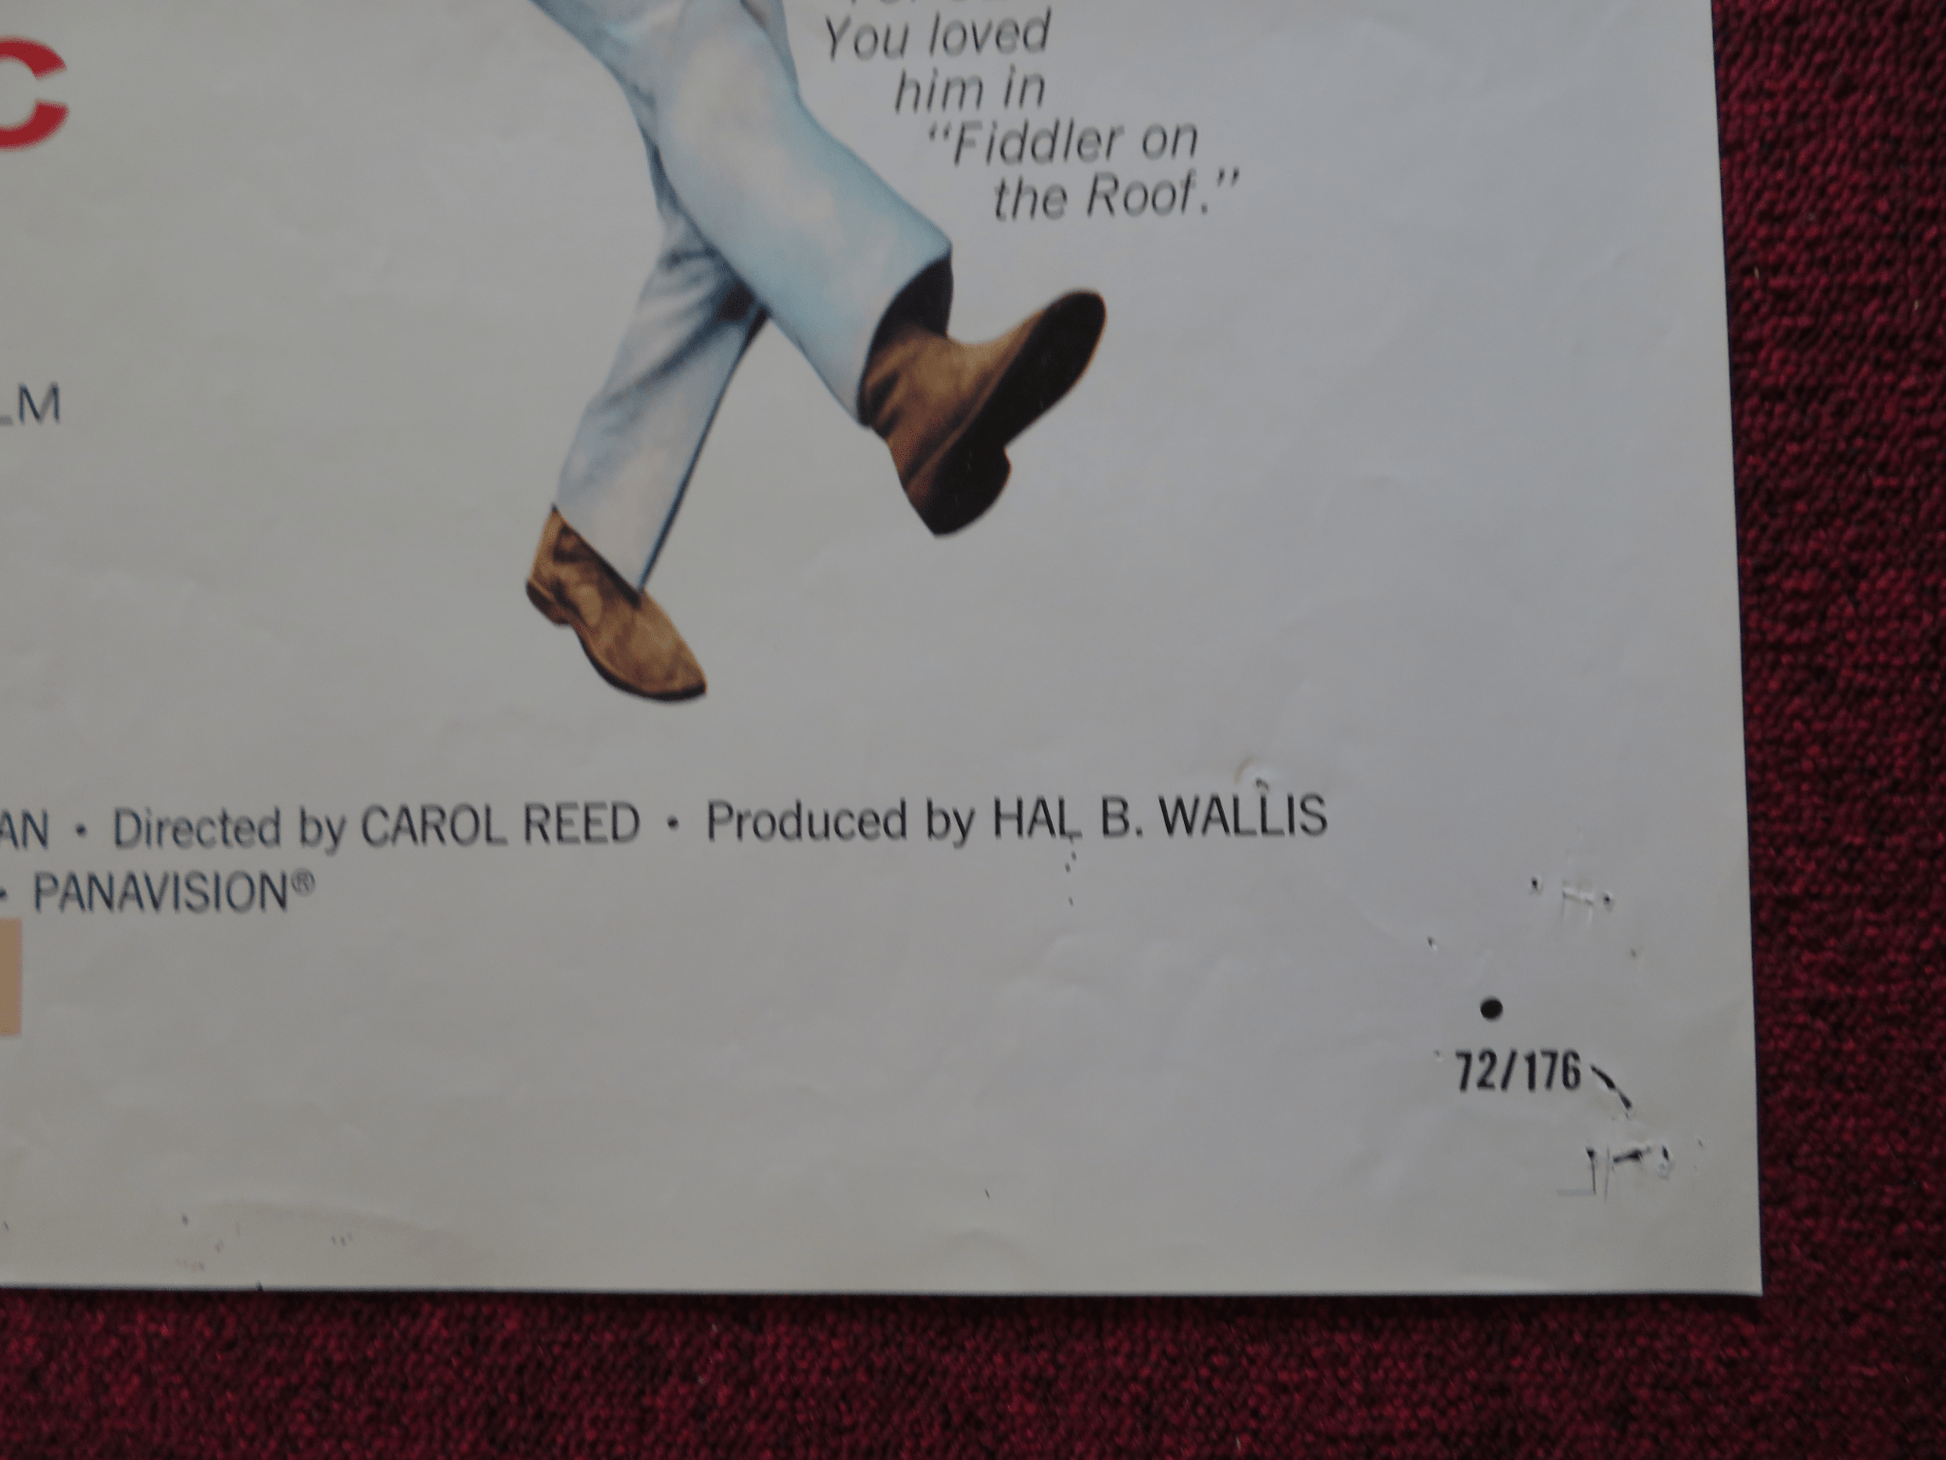 C
You loved
him in
"Fiddler on
the Roof."
LM
AN • Directed by CAROL REED • Produced by HAL B. WALLIS
• PANAVISION®
72/176